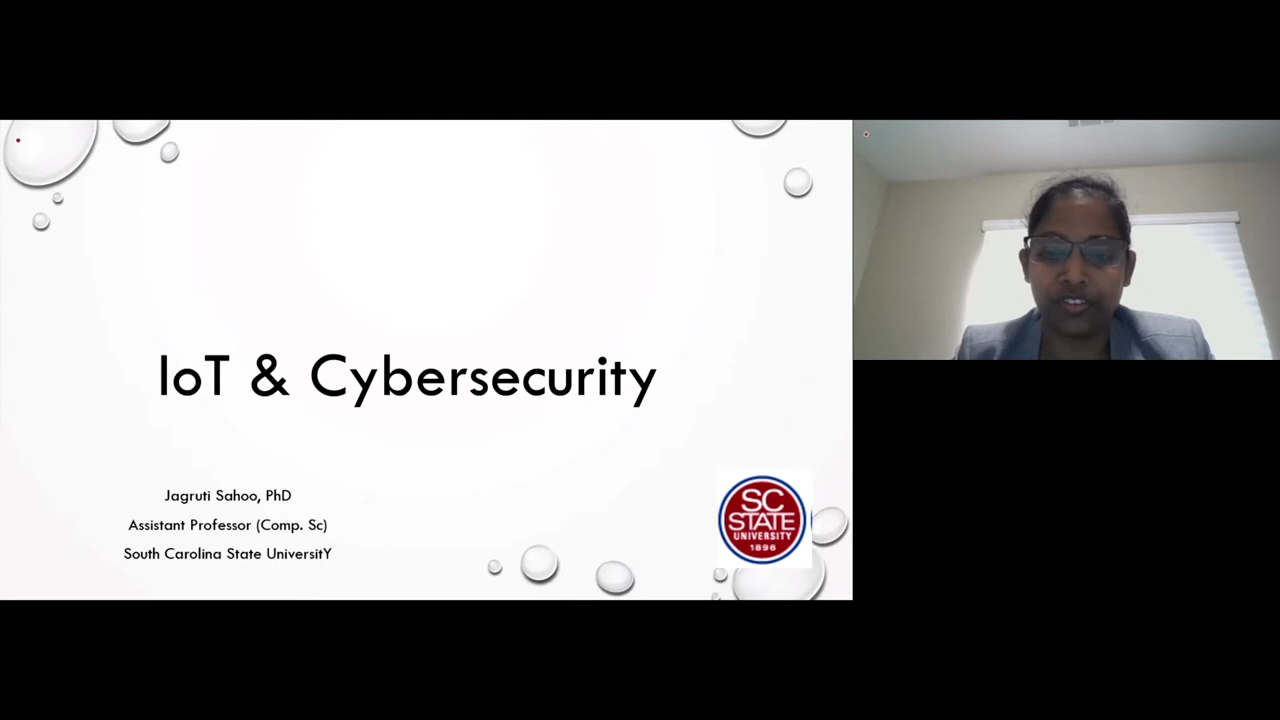 IoT & Cybersecurity
Jagruti Sahoo, PhD
Assistant Professor (Comp. Sc)
South Carolina State UniversitY
SC
STATE
UNIVERSITY
1896